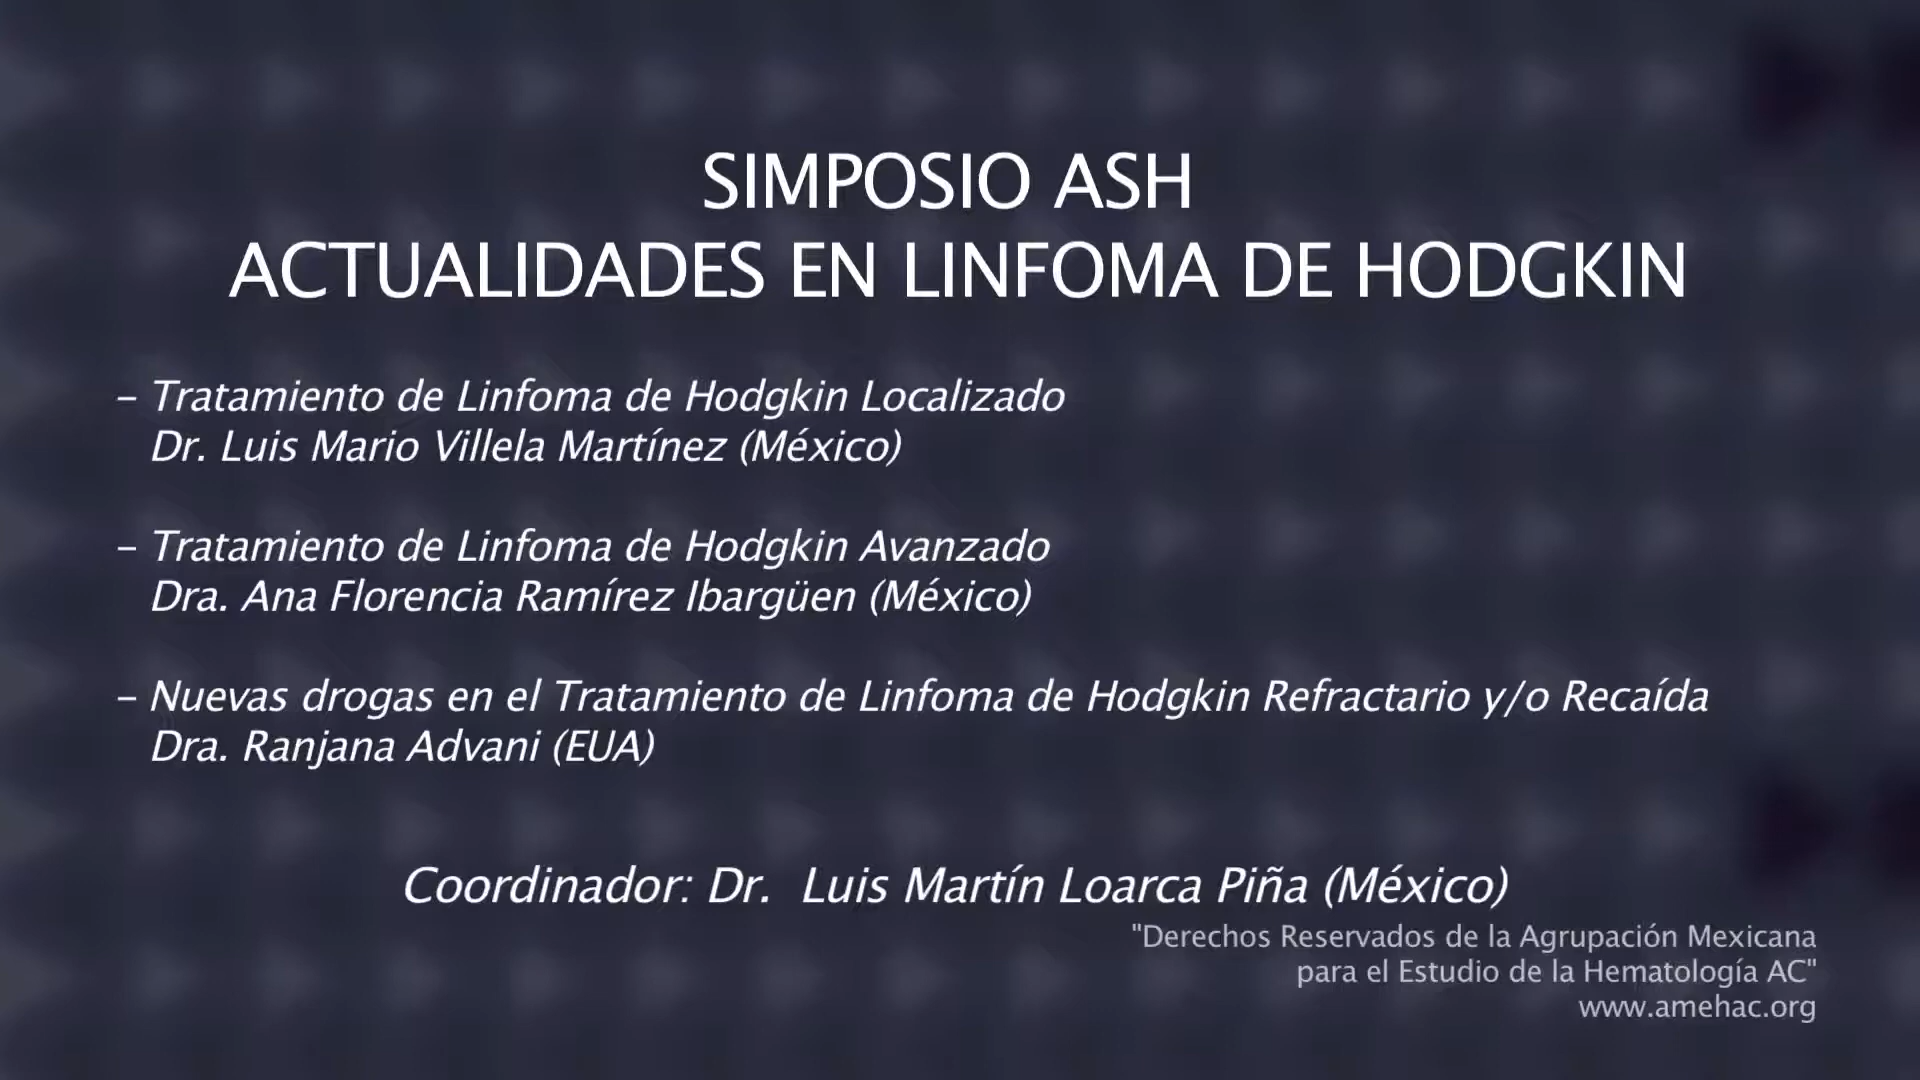 SIMPOSIO ASH
ACTUALIDADES EN LINFOMA DE HODGKIN
– Tratamiento de Linfoma de Hodgkin Localizado
Dr. Luis Mario Villela Martínez (México)
– Tratamiento de Linfoma de Hodgkin Avanzado
Dra. Ana Florencia Ramírez Ibargüen (México)
– Nuevas drogas en el Tratamiento de Linfoma de Hodgkin Refractario y/o Recaída
Dra. Ranjana Advani (EUA)
Coordinador: Dr.  Luis Martín Loarca Piña (México)
"Derechos Reservados de la Agrupación Mexicana
para el Estudio de la Hematología AC"
www.amehac.org